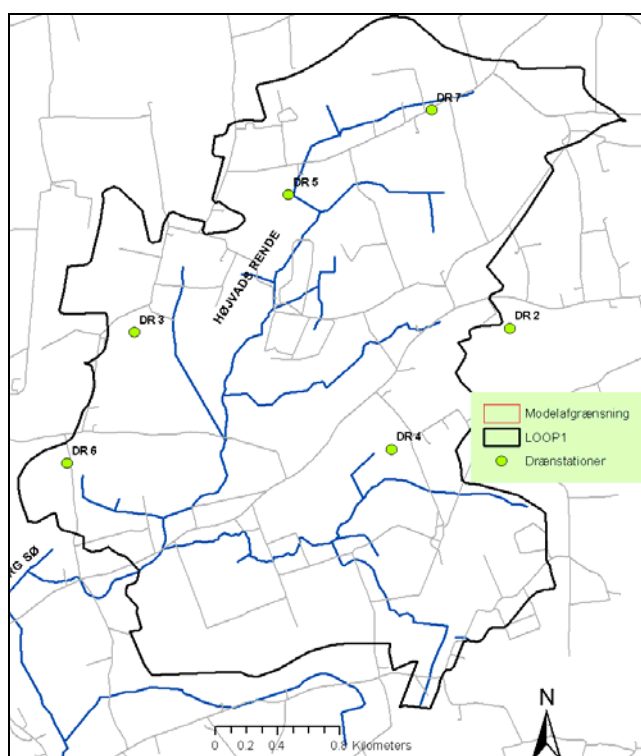 DR 7
DR 5
HØJVADS RENDE
DR 3
DR 2
Modelafgrænsning
LOOP1
Drænstationer
DR 4
DR 6
RG SØ
N
0 0.2 0.4 0.8 Kilometers